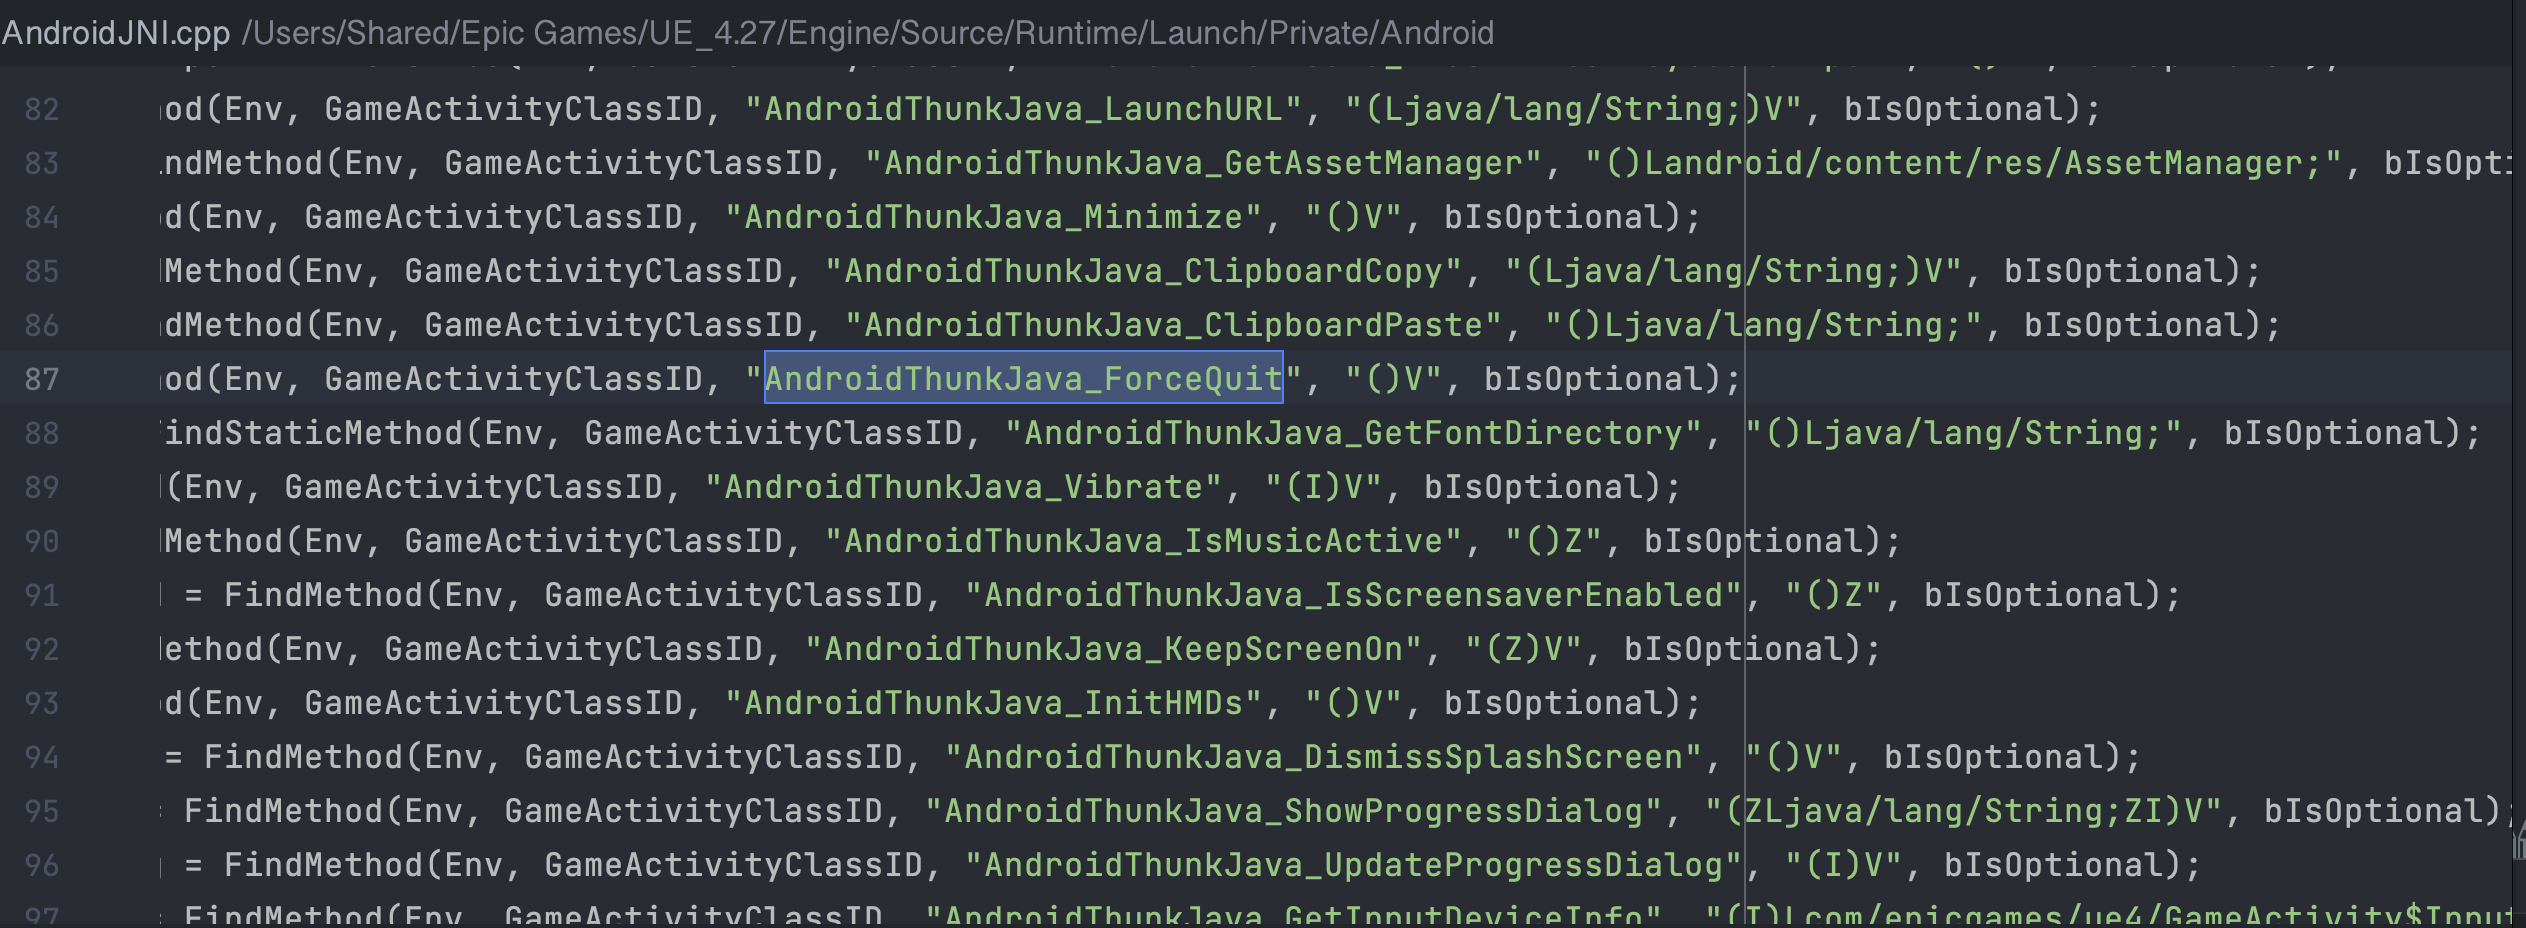 AndroidJNI.cpp /Users/Shared/Epic Games/UE_4.27/Engine/Source/Runtime/Launch/Private/Android
82 od(Env, GameActivityClassID, "AndroidThunkJava_LaunchURL", "(Ljava/lang/String;)V", bIsOptional);
83 ndMethod(Env, GameActivityClassID, "AndroidThunkJava_GetAssetManager", "()Landroid/content/res/AssetManager;", bIsOpti
84 d(Env, GameActivityClassID, "AndroidThunkJava_Minimize", "()V", bIsOptional);
85 Method(Env, GameActivityClassID, "AndroidThunkJava_ClipboardCopy", "(Ljava/lang/String;)V", bIsOptional);
86 dMethod(Env, GameActivityClassID, "AndroidThunkJava_ClipboardPaste", "()Ljava/lang/String;", bIsOptional);
87 od(Env, GameActivityClassID, "AndroidThunkJava_ForceQuit", "()V", bIsOptional);
88 indStaticMethod(Env, GameActivityClassID, "AndroidThunkJava_GetFontDirectory", "()Ljava/lang/String;", bIsOptional);
89 (Env, GameActivityClassID, "AndroidThunkJava_Vibrate", "(I)V", bIsOptional);
90 Method(Env, GameActivityClassID, "AndroidThunkJava_IsMusicActive", "()Z", bIsOptional);
91 = FindMethod(Env, GameActivityClassID, "AndroidThunkJava_IsScreensaverEnabled", "()Z", bIsOptional);
92 ethod(Env, GameActivityClassID, "AndroidThunkJava_KeepScreenOn", "(Z)V", bIsOptional);
93 d(Env, GameActivityClassID, "AndroidThunkJava_InitHMDs", "()V", bIsOptional);
94 = FindMethod(Env, GameActivityClassID, "AndroidThunkJava_DismissSplashScreen", "()V", bIsOptional);
95 FindMethod(Env, GameActivityClassID, "AndroidThunkJava_ShowProgressDialog", "(ZLjava/lang/String;ZI)V", bIsOptional);
96 = FindMethod(Env, GameActivityClassID, "AndroidThunkJava_UpdateProgressDialog", "(I)V", bIsOptional);
97 FindMethod(Env, GameActivityClassID, "AndroidThunkJava_GetInputDeviceInfo", "(I)Lcom/epicgames/ue4/GameActivity$Input